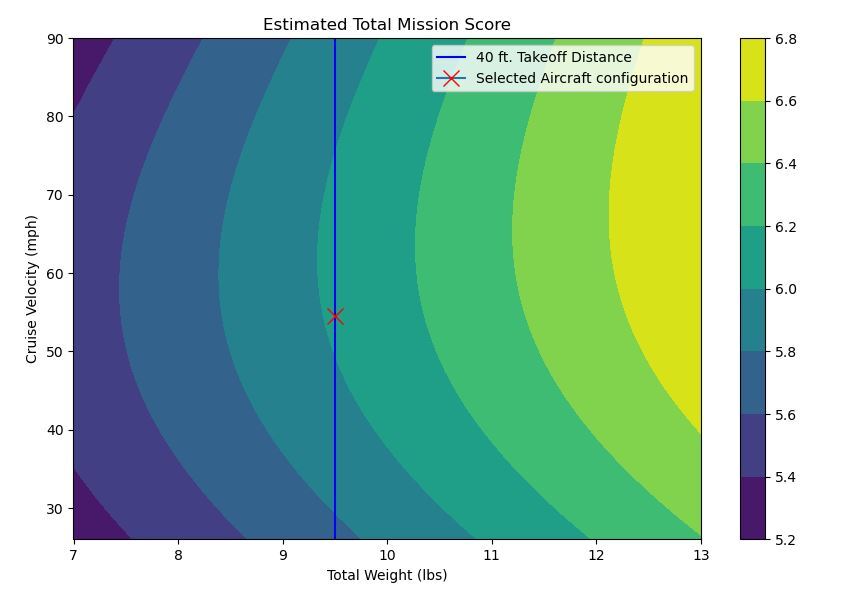 Estimated Total Mission Score
40 ft. Takeoff Distance
Selected Aircraft configuration
90
80
70
60
50
40
30
Cruise Velocity (mph)
7 8 9 10 11 12 13
Total Weight (lbs)
6.8
6.6
6.4
6.2
6.0
5.8
5.6
5.4
5.2